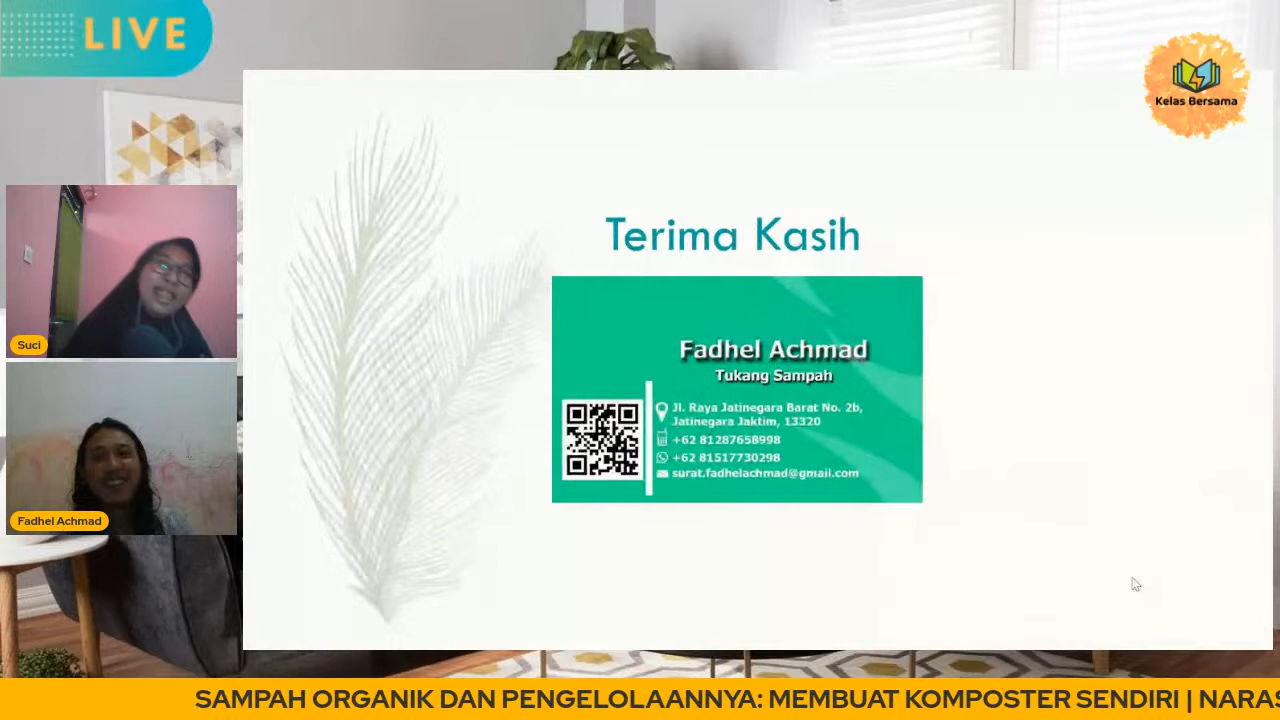 LIVE
Kelas Bersama
Terima Kasih
Fadhel Achmad
Tukang Sampah
Jl. Raya Jatinegara Barat No. 2b,
Jatinegara Jaktim, 13320
+62 81287658998
+62 81517730298
surat.fadhelachmad@gmail.com
Suci
Fadhel Achmad
SAMPAH ORGANIK DAN PENGELOLAANNYA: MEMBUAT KOMPOSTER SENDIRI | NARAS